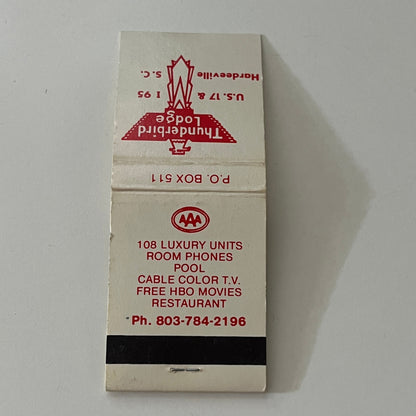 Thunderbird
Lodge
U.S. 17 & I 95
Hardeeville S. C.
P.O. BOX 511
AAA
108 LUXURY UNITS
ROOM PHONES
POOL
CABLE COLOR T.V.
FREE HBO MOVIES
RESTAURANT
Ph. 803-784-2196